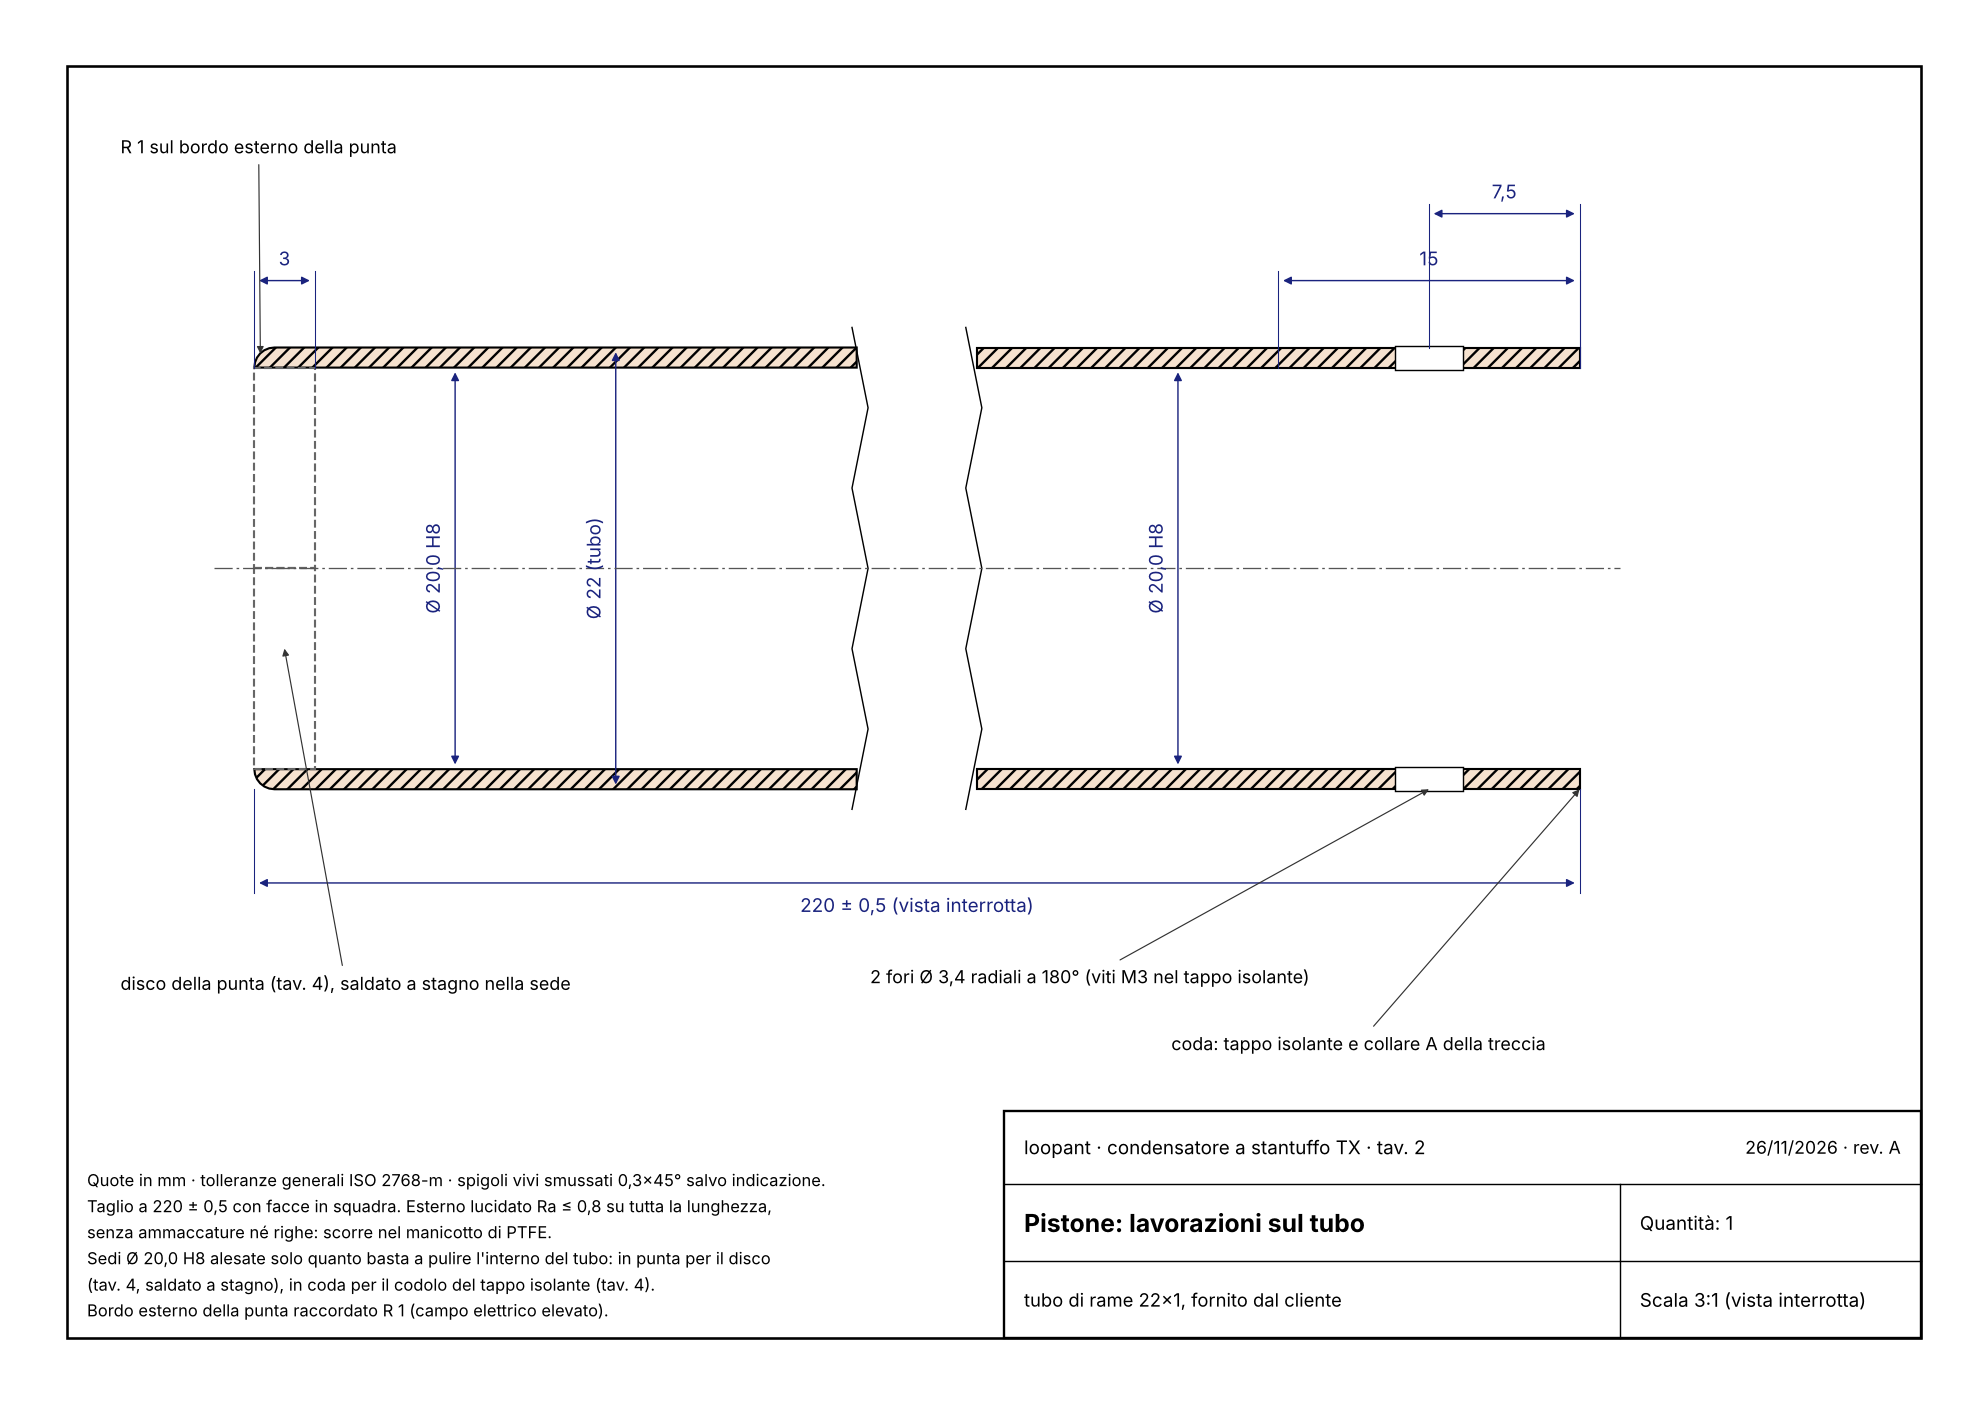 R 1 sul bordo esterno della punta
7,5
3
15
Ø 20,0 H8
Ø 22 (tubo)
Ø 20,0 H8
220 ± 0,5 (vista interrotta)
disco della punta (tav. 4), saldato a stagno nella sede
2 fori Ø 3,4 radiali a 180° (viti M3 nel tappo isolante)
coda: tappo isolante e collare A della treccia
Quote in mm · tolleranze generali ISO 2768-m · spigoli vivi smussati 0,3×45° salvo indicazione.
Taglio a 220 ± 0,5 con facce in squadra. Esterno lucidato Ra ≤ 0,8 su tutta la lunghezza,
senza ammaccature né righe: scorre nel manicotto di PTFE.
Sedi Ø 20,0 H8 alesate solo quanto basta a pulire l'interno del tubo: in punta per il disco
(tav. 4, saldato a stagno), in coda per il codolo del tappo isolante (tav. 4).
Bordo esterno della punta raccordato R 1 (campo elettrico elevato).
loopant · condensatore a stantuffo TX · tav. 2
26/11/2026 · rev. A
Pistone: lavorazioni sul tubo
Quantità: 1
tubo di rame 22×1, fornito dal cliente
Scala 3:1 (vista interrotta)